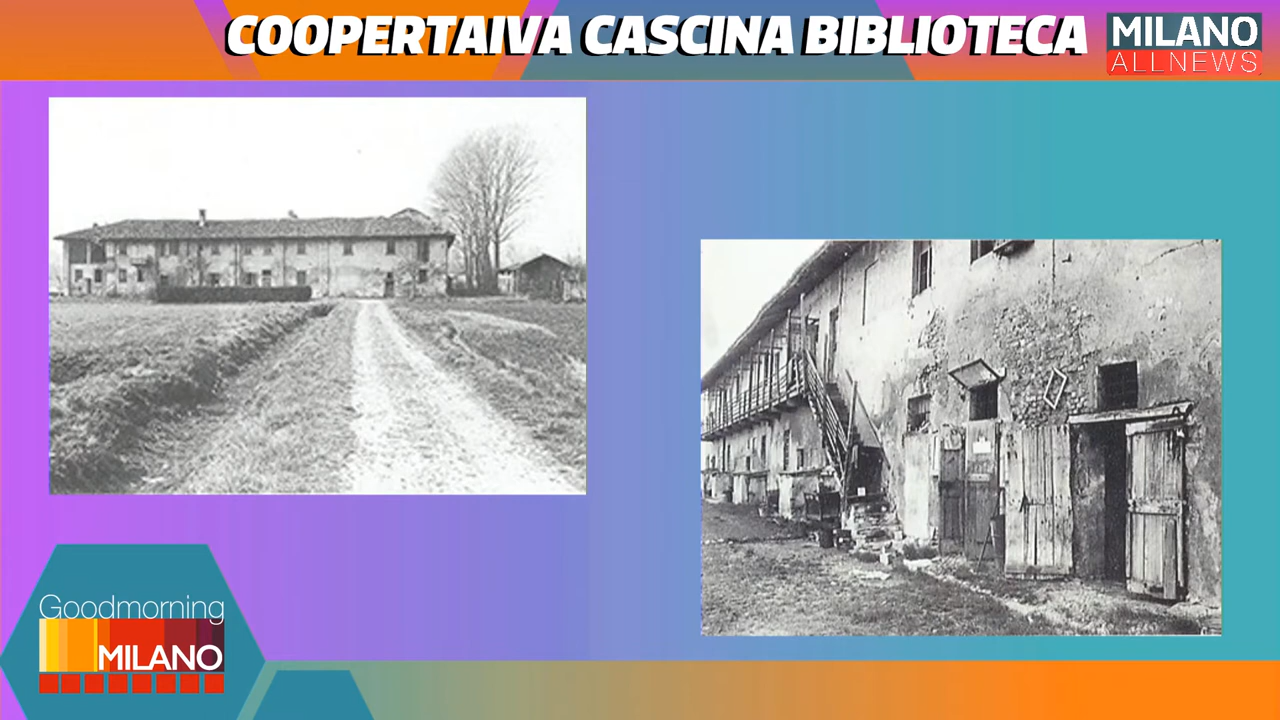 COOPERTAIVA CASCINA BIBLIOTECA
MILANO
ALLNEWS
Goodmorning
MILANO